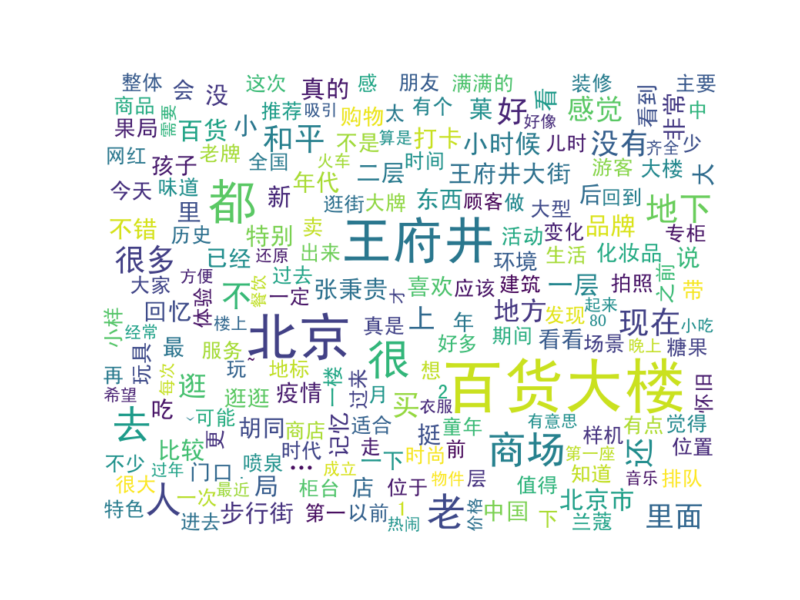 整体 会 没 这次 真的 感 朋友 满满的 装修 主要
商品 推荐 吸引 购物 太 有个 菓 好 看 感觉 看到 非常 中
果局 需要 百货 小 和平 不是 算是 打卡 小时候 好像 儿时 没有 齐全 少
网红 孩子 老牌 全国 火车 二层 时间 王府井大街 游客 大楼 大
今天 味道 里 都 新 年代 逛街 大牌 东西 顾客 做 大型 后 回到 地下
不错 历史 特别 卖 王府井 活动 变化 品牌 专柜
很多 已经 还原 出来 环境 生活 化妆品 说
大家 方便 不 餐饮 过去 一定 张秉贵 才 喜欢 应该 建筑 一层 拍照 之前 带
小样 回忆 体验 楼上 北京 真是 上 年 地方 期间 发现 起来 80 现在 小吃
经常 最 服务 玩 ~ 地标 很 好多 看看 场景 晚上 糖果
再 玩具 每次 逛 逛逛 疫情 一楼 过来 月 想 2 百货大楼 怀旧
希望 吃 可能 更 胡同 商店 记忆 适合 买 衣服 童年 有意思 有点 觉得
去 比较 时代 走 一下 挺 前 商场 样机 还 位置
不少 过年 门口 喷泉 … 成立 时尚 物件 层 第一座 知道 音乐 排队
很大 人 一次 最近 局 柜台 店 位于 值得 北京市
特色 进去 步行街 第一 以前 1 热闹 老 价格 中国 下 兰蔻 里面